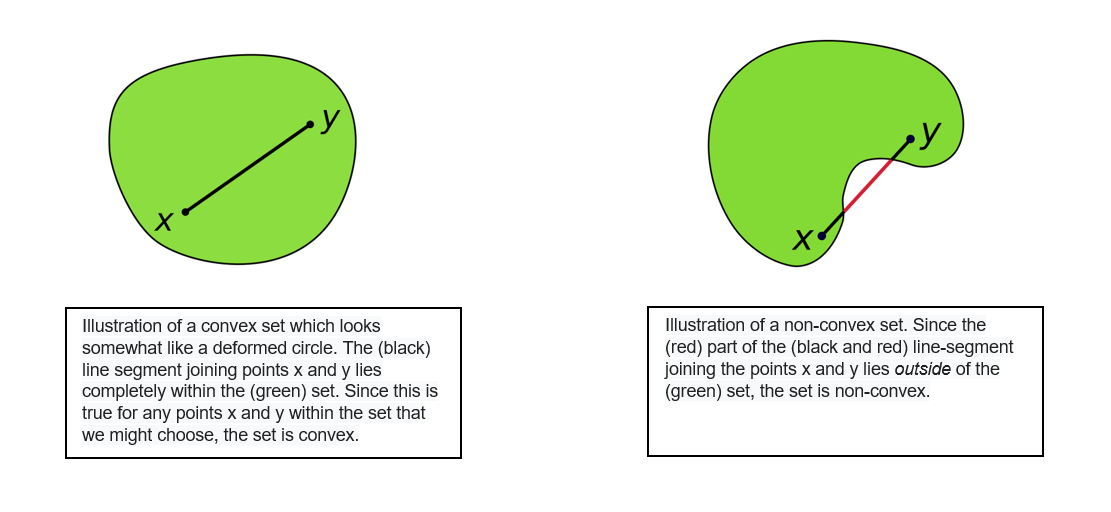 y
x
y
x
Illustration of a convex set which looks
somewhat like a deformed circle. The (black)
line segment joining points x and y lies
completely within the (green) set. Since this is
true for any points x and y within the set that
we might choose, the set is convex.
Illustration of a non-convex set. Since the
(red) part of the (black and red) line-segment
joining the points x and y lies outside of the
(green) set, the set is non-convex.